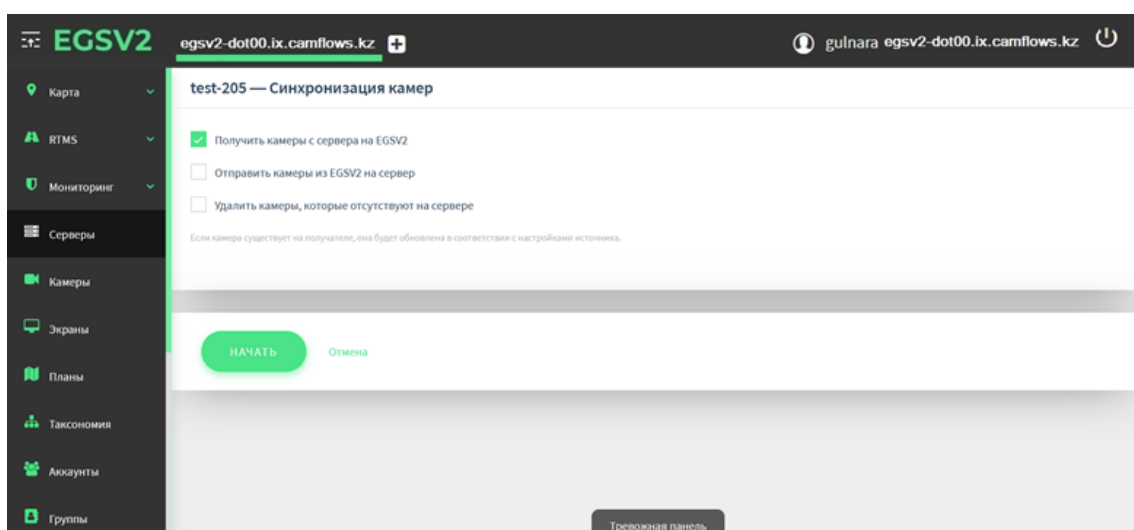 EGSV2
egsv2-dot00.ix.camflows.kz
gulnara egsv2-dot00.ix.camflows.kz
Карта
RTMS
Мониторинг
Серверы
Камеры
Экраны
Планы
Таксономия
Аккаунты
Группы
test-205 — Синхронизация камер
Получить камеры с сервера на EGSV2
Отправить камеры из EGSV2 на сервер
Удалить камеры, которые отсутствуют на сервере
Если камера существует на получателе, она будет обновлена в соответствии с настройками источника.
НАЧАТЬ Отмена
Тревожная панель